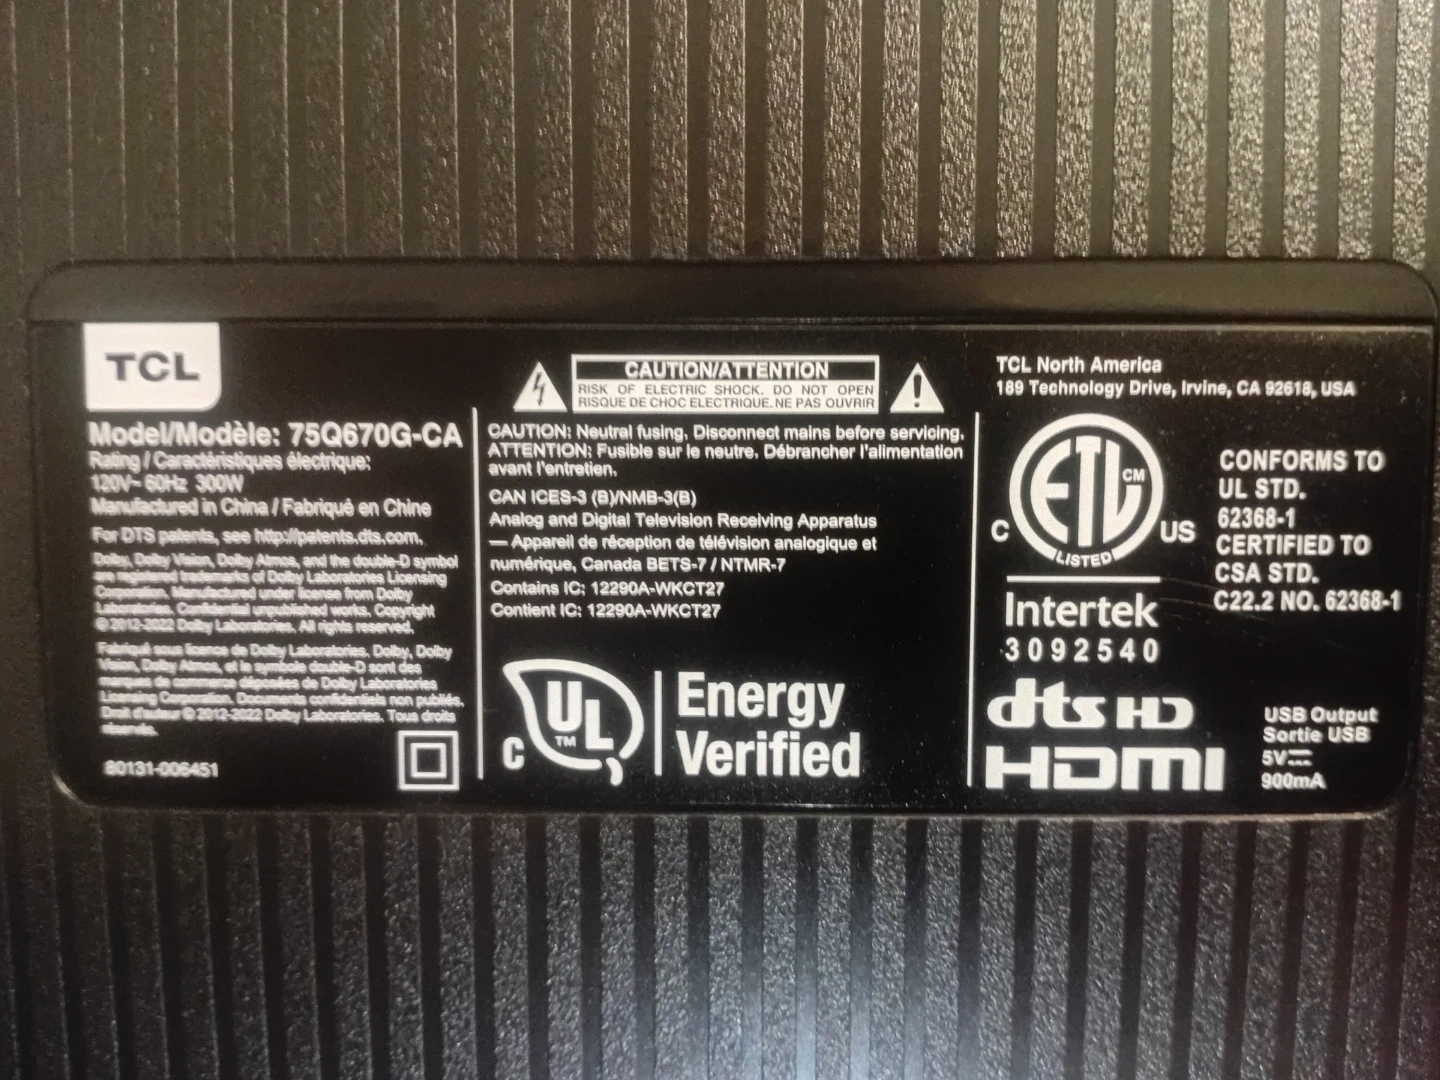 TCL
Model/Modèle: 75Q670G-CA
Rating / Caractéristiques électrique:
120V~ 60Hz 300W
Manufactured in China / Fabriqué en Chine
For DTS patents, see http://patents.dts.com.
Dolby, Dolby Vision, Dolby Atmos, and the double-D symbol
are registered trademarks of Dolby Laboratories Licensing
Corporation. Manufactured under license from Dolby
Laboratories. Confidential unpublished works. Copyright
© 2012-2022 Dolby Laboratories. All rights reserved.
Fabriqué sous licence de Dolby Laboratories. Dolby, Dolby
Vision, Dolby Atmos, et le symbole double-D sont des
marques de commerce déposées de Dolby Laboratories
Licensing Corporation. Documents confidentiels non publiés.
Droit d'auteur © 2012-2022 Dolby Laboratories. Tous droits
réservés.
80131-006451
CAUTION/ATTENTION
RISK OF ELECTRIC SHOCK. DO NOT OPEN
RISQUE DE CHOC ELECTRIQUE. NE PAS OUVRIR
CAUTION: Neutral fusing, Disconnect mains before servicing.
ATTENTION: Fusible sur le neutre. Débrancher l'alimentation
avant l'entretien.
CAN ICES-3 (B)/NMB-3(B)
Analog and Digital Television Receiving Apparatus
— Appareil de réception de télévision analogique et
numérique, Canada BETS-7 / NTMR-7
Contains IC: 12290A-WKCT27
Contient IC: 12290A-WKCT27
C UL TM
Energy
Verified
TCL North America
189 Technology Drive, Irvine, CA 92618, USA
C ETL CM US
LISTED
Intertek
3092540
CONFORMS TO
UL STD.
62368-1
CERTIFIED TO
CSA STD.
C22.2 NO. 62368-1
dts HD
HDMI
USB Output
Sortie USB
5V⎓
900mA